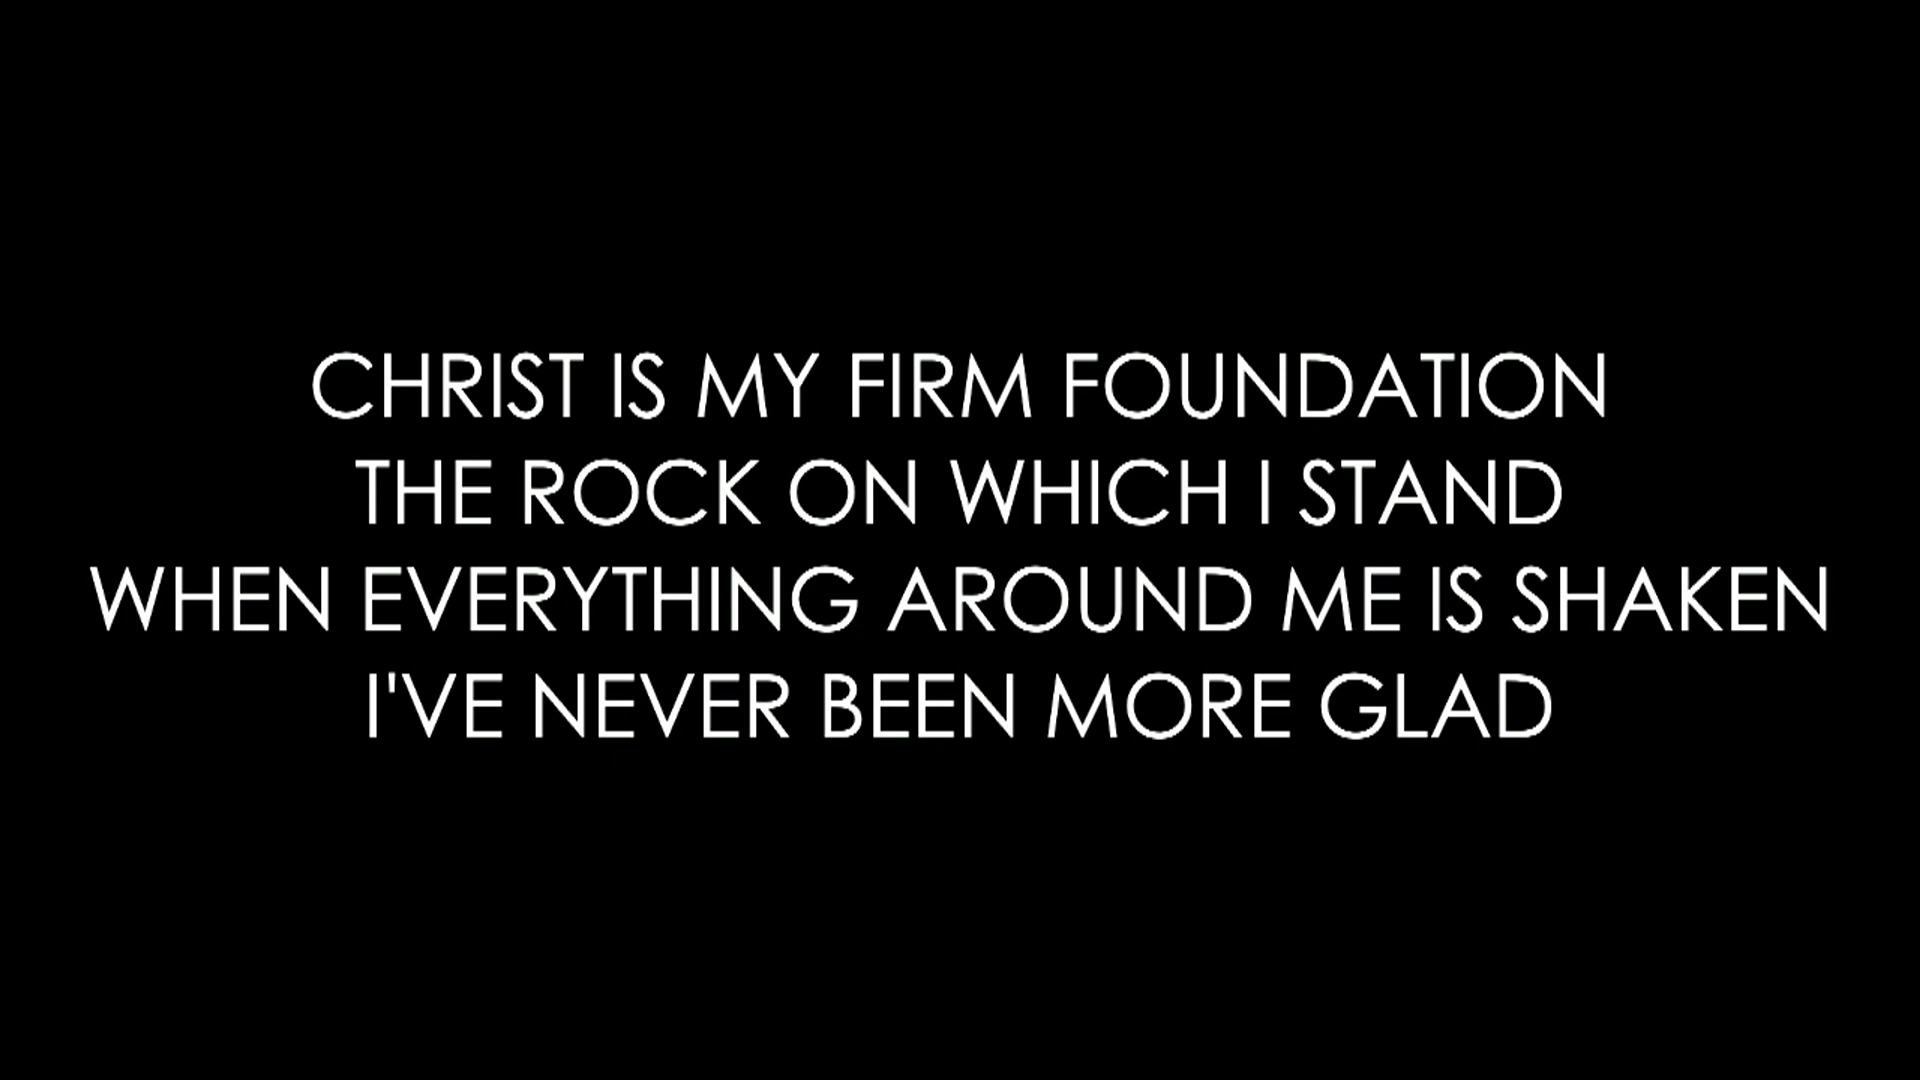 CHRIST IS MY FIRM FOUNDATION
THE ROCK ON WHICH I STAND
WHEN EVERYTHING AROUND ME IS SHAKEN
I'VE NEVER BEEN MORE GLAD